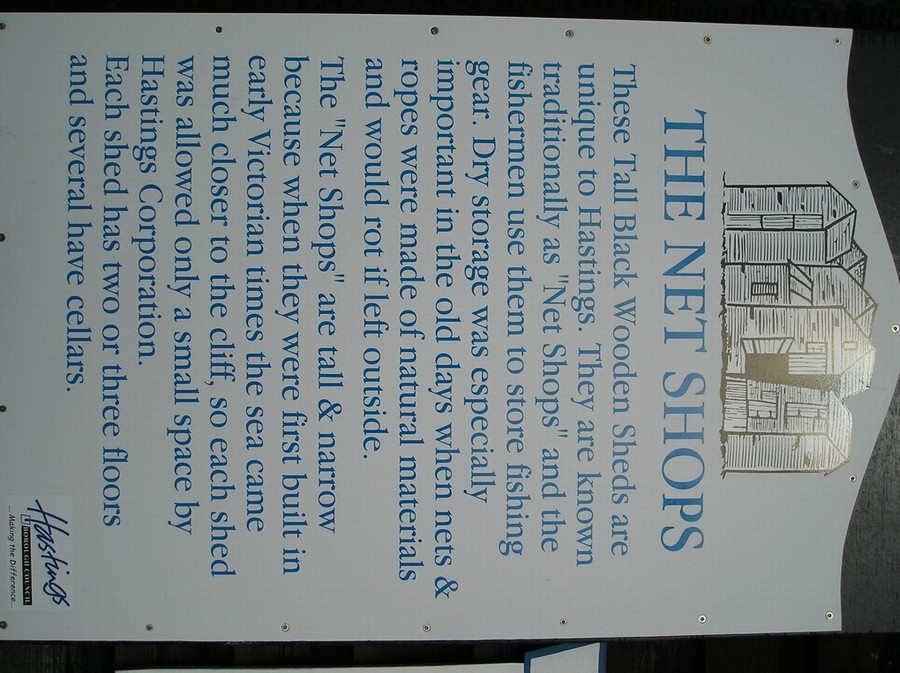 THE NET SHOPS
These Tall Black Wooden Sheds are
unique to Hastings. They are known
traditionally as "Net Shops" and the
fishermen use them to store fishing
gear. Dry storage was especially
important in the old days when nets &
ropes were made of natural materials
and would rot if left outside.
The "Net Shops" are tall & narrow
because when they were first built in
early Victorian times the sea came
much closer to the cliff, so each shed
was allowed only a small space by
Hastings Corporation.
Each shed has two or three floors
and several have cellars.
Hastings
BOROUGH COUNCIL
... Making the Difference...